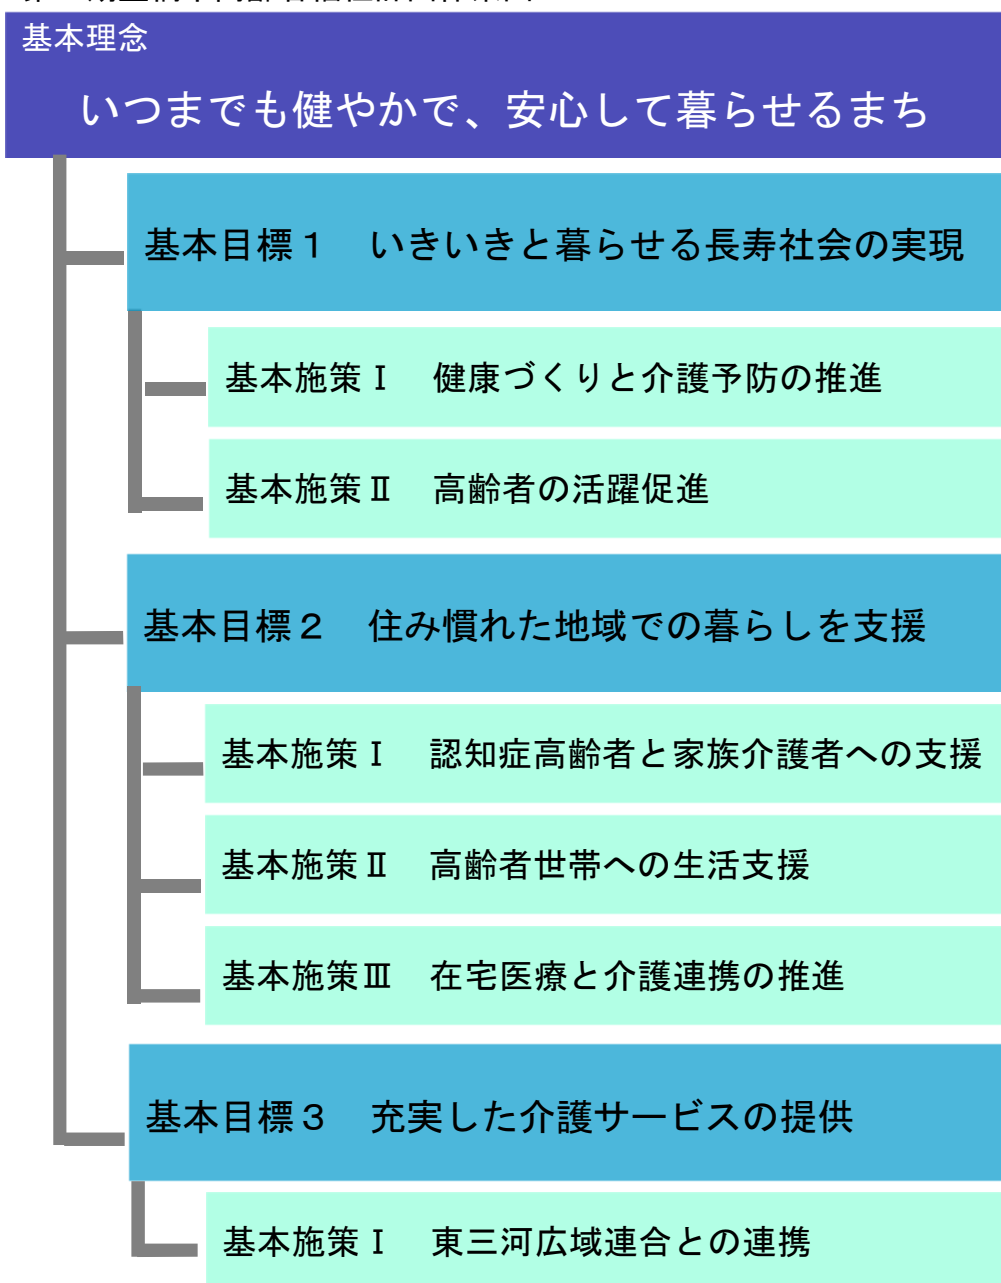 基本理念
いつまでも健やかで、安心して暮らせるまち
基本目標１　いきいきと暮らせる長寿社会の実現
基本施策Ⅰ　健康づくりと介護予防の推進
基本施策Ⅱ　高齢者の活躍促進
基本目標２　住み慣れた地域での暮らしを支援
基本施策Ⅰ　認知症高齢者と家族介護者への支援
基本施策Ⅱ　高齢者世帯への生活支援
基本施策Ⅲ　在宅医療と介護連携の推進
基本目標３　充実した介護サービスの提供
基本施策Ⅰ　東三河広域連合との連携